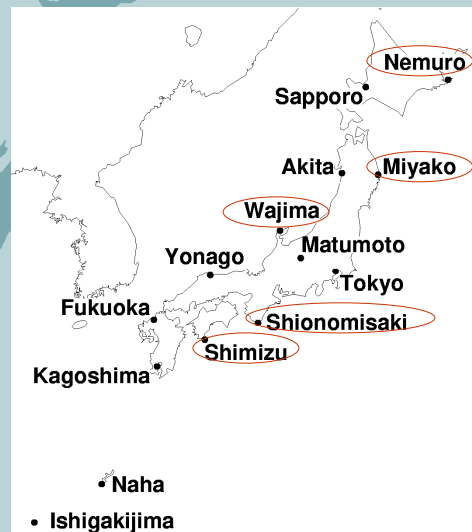 Nemuro
Sapporo
Akita
Miyako
Wajima
Matumoto
Yonago
Tokyo
Fukuoka
Shionomisaki
Shimizu
Kagoshima
Naha
Ishigakijima